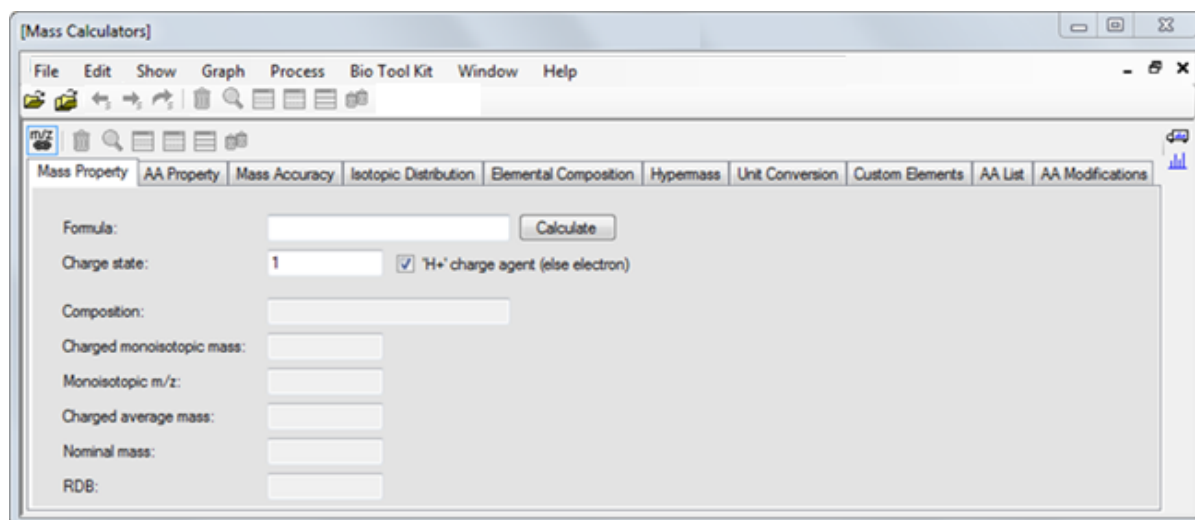 [Mass Calculators]
File Edit Show Graph Process Bio Tool Kit Window Help
m/z
Mass Property AA Property Mass Accuracy Isotopic Distribution Elemental Composition Hypermass Unit Conversion Custom Elements AA List AA Modifications
Formula: Calculate
Charge state: 1 'H+' charge agent (else electron)
Composition:
Charged monoisotopic mass:
Monoisotopic m/z:
Charged average mass:
Nominal mass:
RDB: